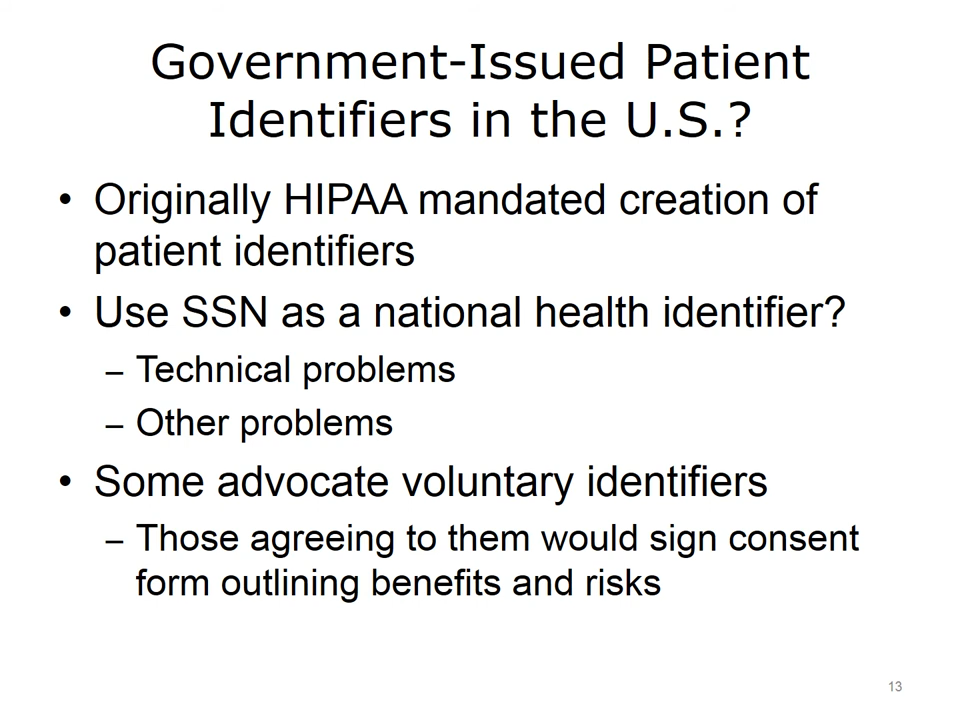 Government-Issued Patient
Identifiers in the U.S.?
• Originally HIPAA mandated creation of
patient identifiers
• Use SSN as a national health identifier?
– Technical problems
– Other problems
• Some advocate voluntary identifiers
– Those agreeing to them would sign consent
form outlining benefits and risks
13